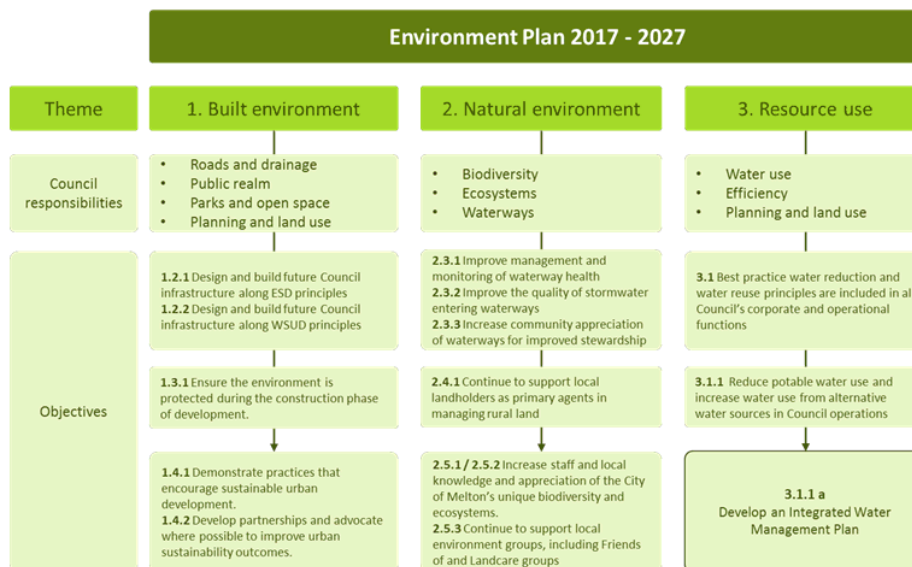 Environment Plan 2017 - 2027
Theme
1. Built environment
2. Natural environment
3. Resource use
Council
responsibilities
• Roads and drainage
• Public realm
• Parks and open space
• Planning and land use
• Biodiversity
• Ecosystems
• Waterways
• Water use
• Efficiency
• Planning and land use
Objectives
1.2.1 Design and build future Council
infrastructure along ESD principles
1.2.2 Design and build future Council
infrastructure along WSUD principles
2.3.1 Improve management and
monitoring of waterway health
2.3.2 Improve the quality of stormwater
entering waterways
2.3.3 Increase community appreciation
of waterways for improved stewardship
3.1 Best practice water reduction and
water reuse principles are included in al
Council's corporate and operational
functions
1.3.1 Ensure the environment is
protected during the construction phase
of development.
2.4.1 Continue to support local
landholders as primary agents in
managing rural land
3.1.1 Reduce potable water use and
increase water use from alternative
water sources in Council operations
1.4.1 Demonstrate practices that
encourage sustainable urban
development.
1.4.2 Develop partnerships and advocate
where possible to improve urban
sustainability outcomes.
2.5.1 / 2.5.2 Increase staff and local
knowledge and appreciation of the City
of Melton's unique biodiversity and
ecosystems.
2.5.3 Continue to support local
environment groups, including Friends
of and Landcare groups
3.1.1 a
Develop an Integrated Water
Management Plan